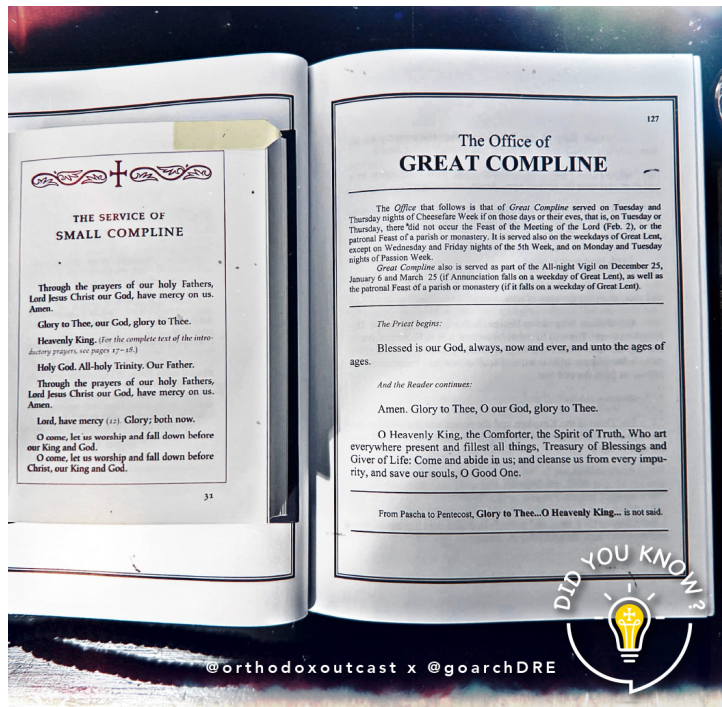 THE SERVICE OF
SMALL COMPLINE
Through the prayers of our holy Fathers,
Lord Jesus Christ our God, have mercy on us.
Amen.
Glory to Thee, our God, glory to Thee.
Heavenly King. (For the complete text of the intro-
ductory prayers, see pages 17–18.)
Holy God. All-holy Trinity. Our Father.
Through the prayers of our holy Fathers,
Lord Jesus Christ our God, have mercy on us.
Amen.
Lord, have mercy (12). Glory; both now.
O come, let us worship and fall down before
our King and God.
O come, let us worship and fall down before
Christ, our King and God.
31
127
The Office of
GREAT COMPLINE
The Office that follows is that of Great Compline served on Tuesday and
Thursday nights of Cheesefare Week if on those days or their eves, that is, on Tuesday or
Thursday, there did not occur the Feast of the Meeting of the Lord (Feb. 2), or the
patronal Feast of a parish or monastery. It is served also on the weekdays of Great Lent,
except on Wednesday and Friday nights of the 5th Week, and on Monday and Tuesday
nights of Passion Week.
Great Compline also is served as part of the All-night Vigil on December 25,
January 6 and March 25 (if Annunciation falls on a weekday of Great Lent), as well as
the patronal Feast of a parish or monastery (if it falls on a weekday of Great Lent).
The Priest begins:
Blessed is our God, always, now and ever, and unto the ages of
ages.
And the Reader continues:
Amen. Glory to Thee, O our God, glory to Thee.
O Heavenly King, the Comforter, the Spirit of Truth, Who art
everywhere present and fillest all things, Treasury of Blessings and
Giver of Life: Come and abide in us; and cleanse us from every impu-
rity, and save our souls, O Good One.
From Pascha to Pentecost, Glory to Thee...O Heavenly King... is not said.
DID YOU KNOW?
@orthodoxoutcast x @goarchDRE